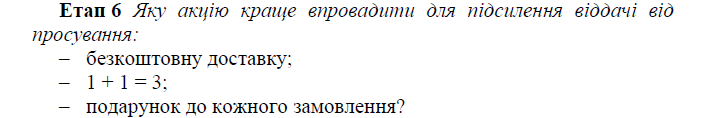 Етап 6 Яку акцію краще впровадити для підсилення віддачі від
просування:
– безкоштовну доставку;
– 1 + 1 = 3;
– подарунок до кожного замовлення?